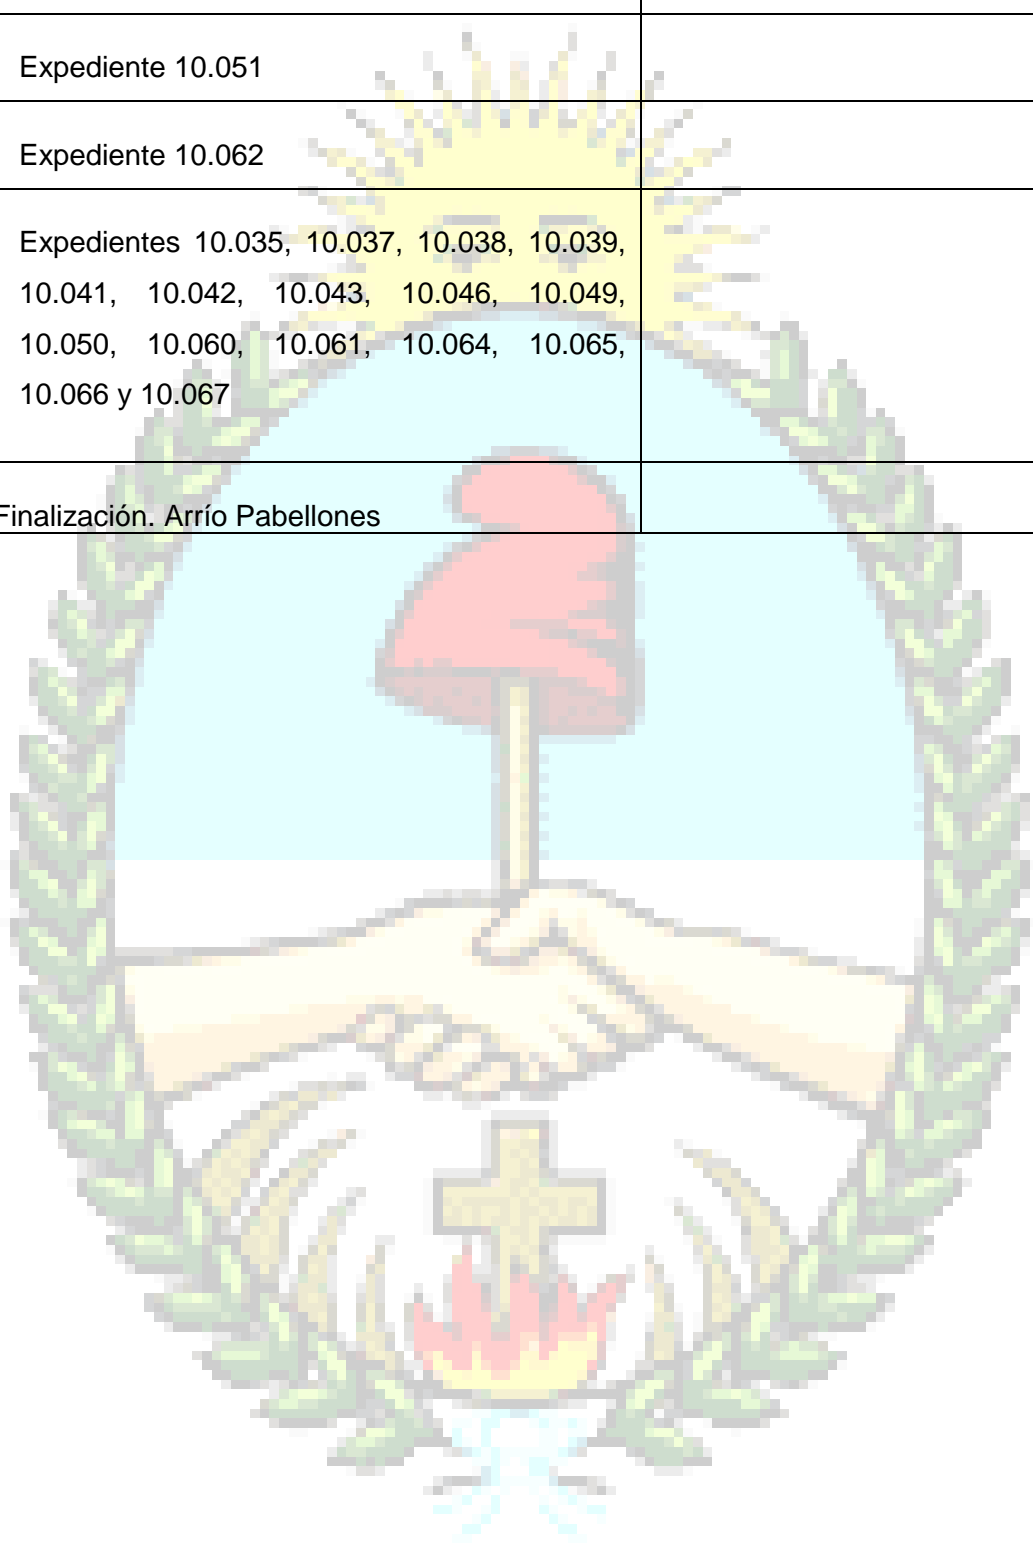 Expediente 10.051
Expediente 10.062
Expedientes 10.035, 10.037, 10.038, 10.039,
10.041, 10.042, 10.043, 10.046, 10.049,
10.050, 10.060, 10.061, 10.064, 10.065,
10.066 y 10.067
Finalización. Arrío Pabellones